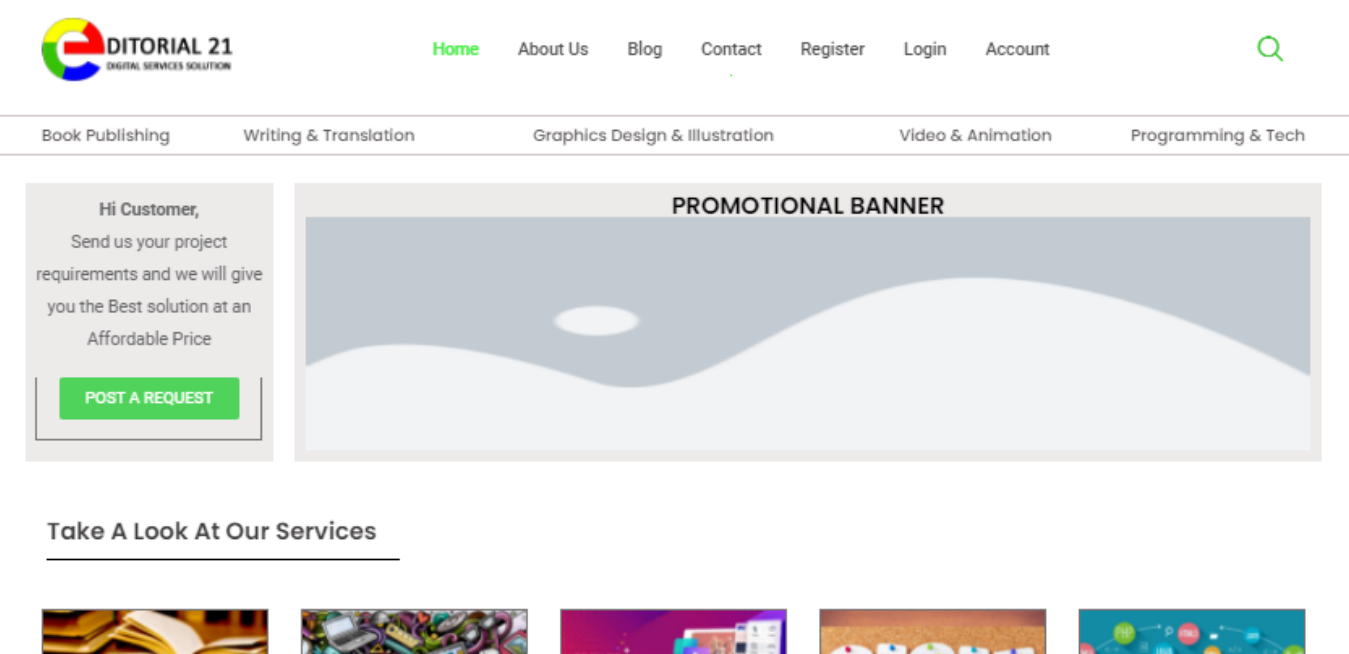 EDITORIAL 21
DIGITAL SERVICES SOLUTION
Home About Us Blog Contact Register Login Account
Book Publishing Writing & Translation Graphics Design & Illustration Video & Animation Programming & Tech
Hi Customer,
Send us your project
requirements and we will give
you the Best solution at an
Affordable Price
POST A REQUEST
PROMOTIONAL BANNER
Take A Look At Our Services
PHP